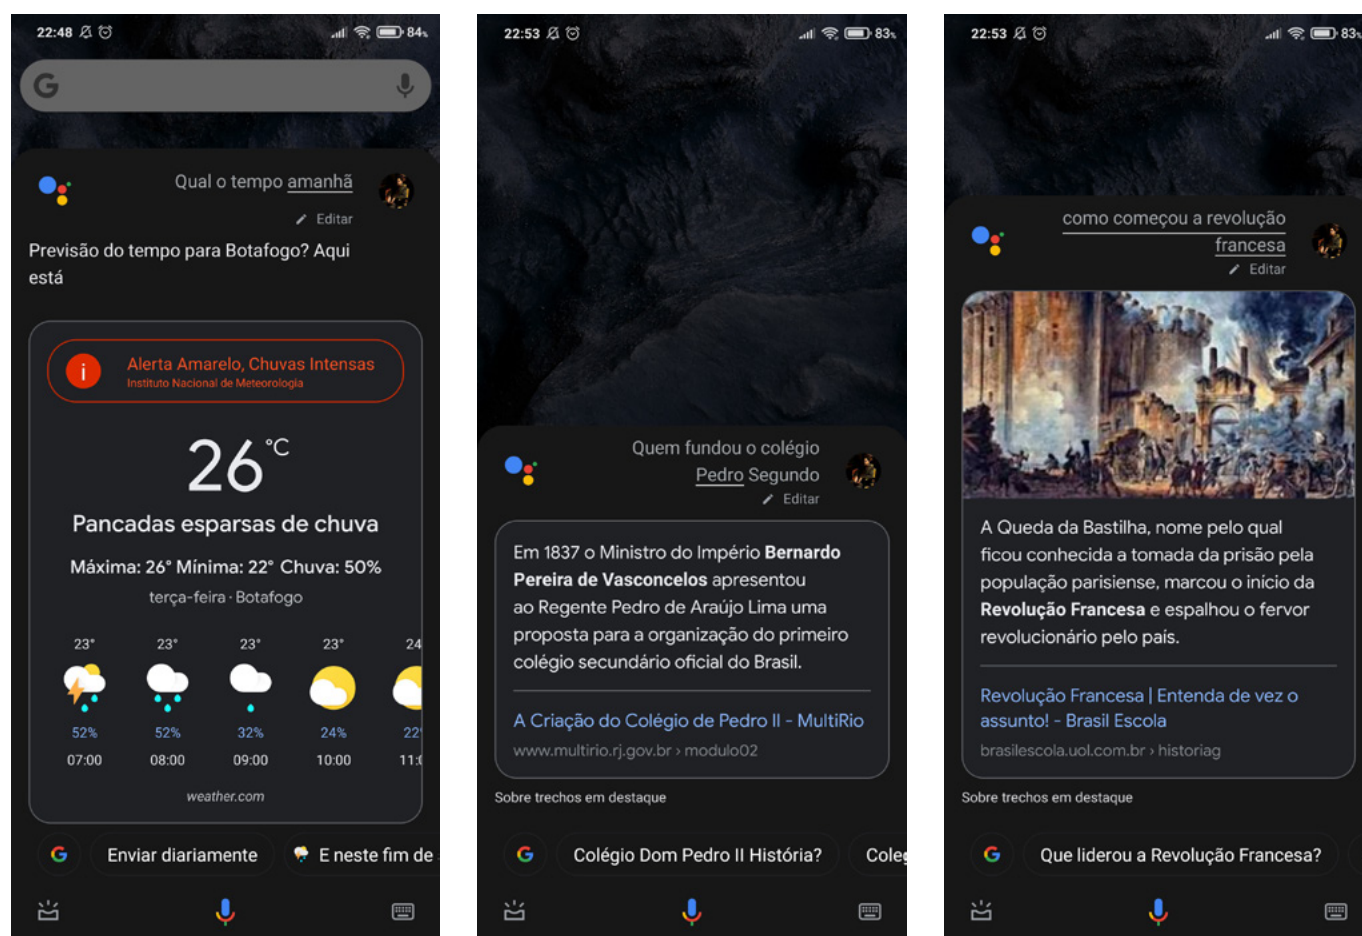 22:48
84%
Qual o tempo amanhã
Editar
Previsão do tempo para Botafogo? Aqui
está
Alerta Amarelo, Chuvas Intensas
Instituto Nacional de Meteorologia
26 °C
Pancadas esparsas de chuva
Máxima: 26° Mínima: 22° Chuva: 50%
terça-feira · Botafogo
23° 23° 23° 23° 24
52% 52% 32% 24% 22%
07:00 08:00 09:00 10:00 11:0
weather.com
Enviar diariamente
E neste fim de
22:53
83%
Quem fundou o colégio
Pedro Segundo
Editar
Em 1837 o Ministro do Império Bernardo
Pereira de Vasconcelos apresentou
ao Regente Pedro de Araújo Lima uma
proposta para a organização do primeiro
colégio secundário oficial do Brasil.
A Criação do Colégio de Pedro II - MultiRio
www.multirio.rj.gov.br › modulo02
Sobre trechos em destaque
Colégio Dom Pedro II História?
Coleg
22:53
83%
como começou a revolução
francesa
Editar
A Queda da Bastilha, nome pelo qual
ficou conhecida a tomada da prisão pela
população parisiense, marcou o início da
Revolução Francesa e espalhou o fervor
revolucionário pelo país.
Revolução Francesa | Entenda de vez o
assunto! - Brasil Escola
brasilescola.uol.com.br › historiag
Sobre trechos em destaque
Que liderou a Revolução Francesa?